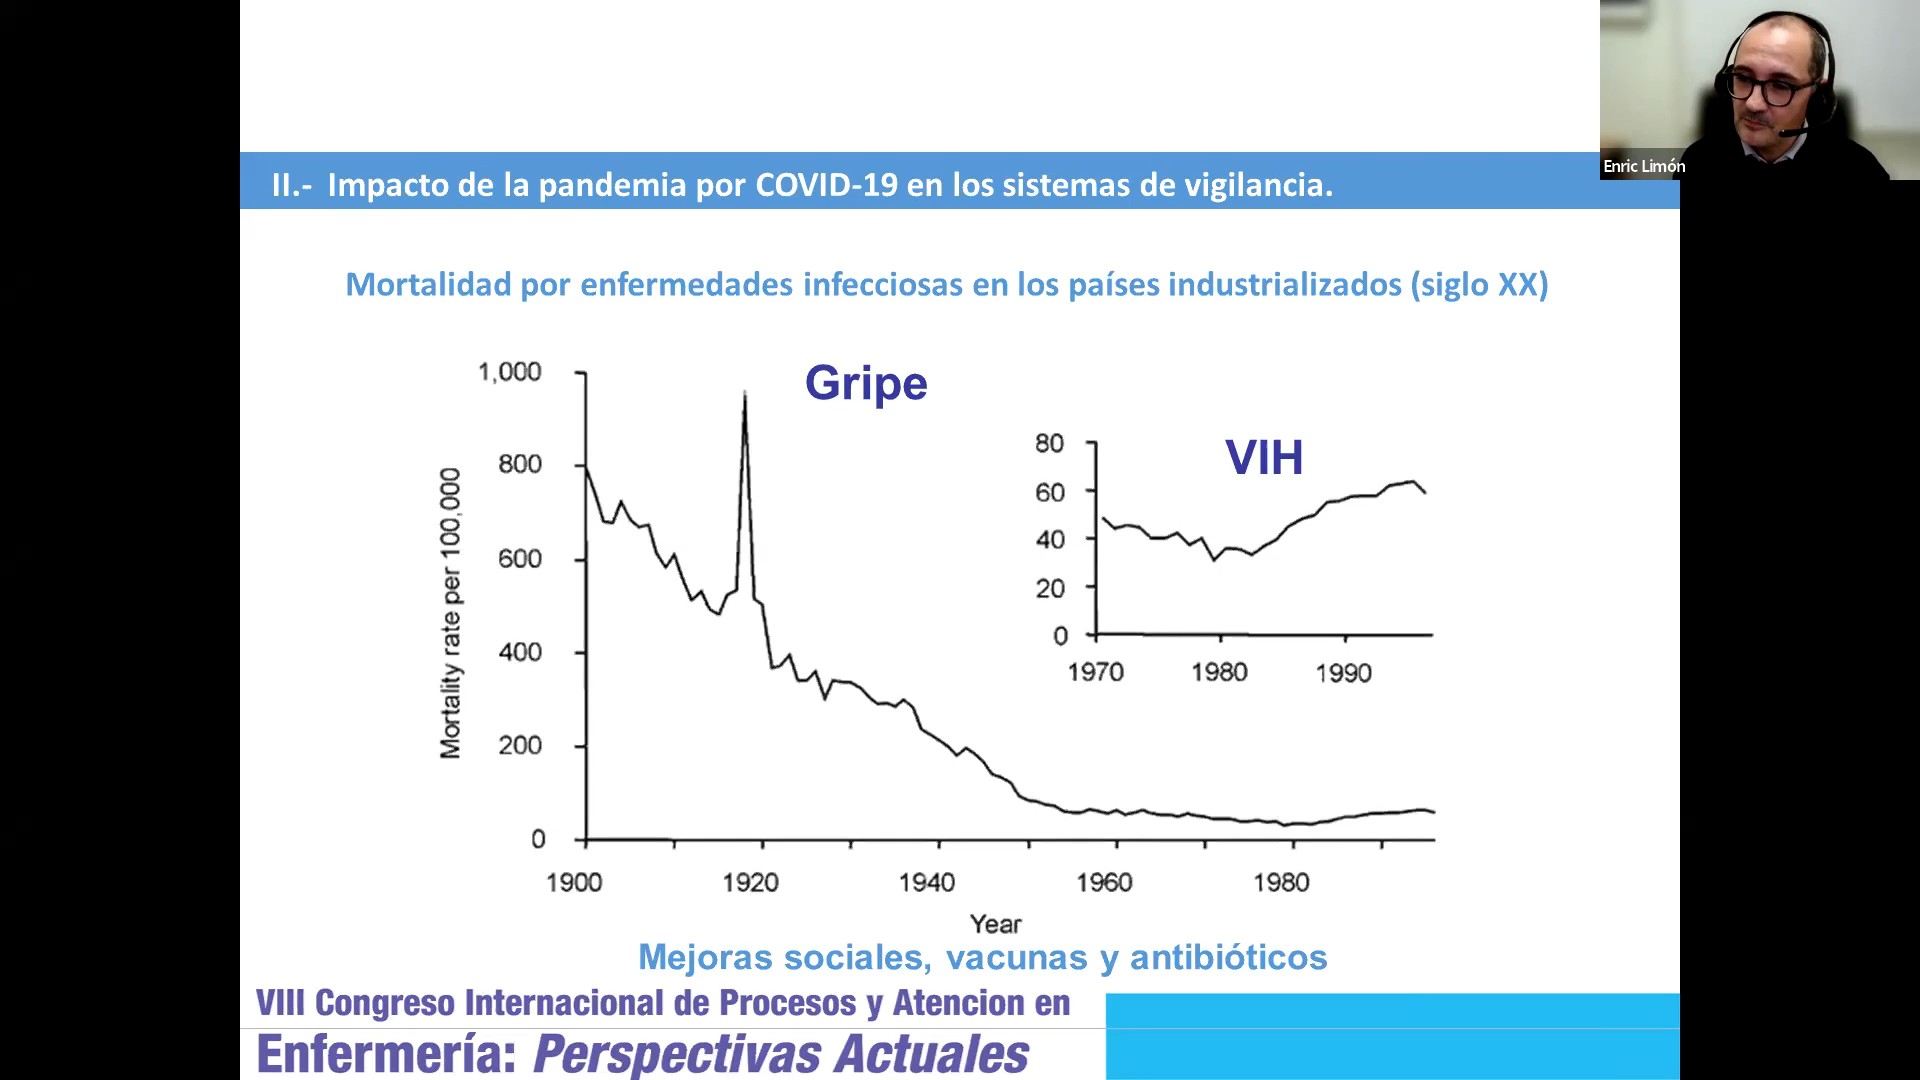 Enric Limón
II.- Impacto de la pandemia por COVID-19 en los sistemas de vigilancia.
Mortalidad por enfermedades infecciosas en los países industrializados (siglo XX)
Gripe
VIH
Mortality rate per 100,000
1,000
800
600
400
200
0
1900
1920
1940
1960
1980
Year
80
60
40
20
0
1970
1980
1990
Mejoras sociales, vacunas y antibióticos
VIII Congreso Internacional de Procesos y Atencion en
Enfermería: Perspectivas Actuales